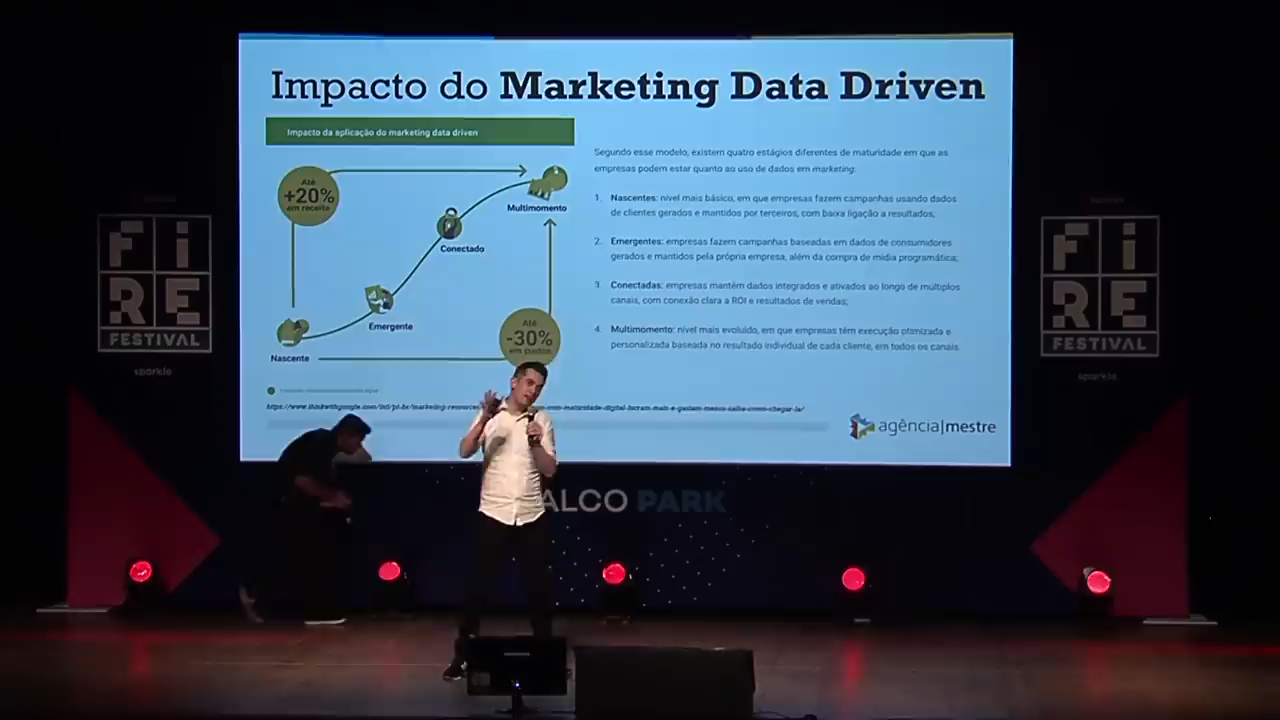 Impacto do Marketing Data Driven
Impacto da aplicação do marketing data driven
Até
+20%
em receita
Multimomento
Conectado
Emergente
Até
-30%
em custos
Nascente
Segundo esse modelo, existem quatro estágios diferentes de maturidade em que as
empresas podem estar quanto ao uso de dados em marketing:
1. Nascentes: nível mais básico, em que empresas fazem campanhas usando dados
de clientes gerados e mantidos por terceiros, com baixa ligação a resultados;
2. Emergentes: empresas fazem campanhas baseadas em dados de consumidores
gerados e mantidos pela própria empresa, além da compra de mídia programática;
3. Conectadas: empresas mantêm dados integrados e ativados ao longo de múltiplos
canais, com conexão clara a ROI e resultados de vendas;
4. Multimomento: nível mais evoluído, em que empresas têm execução otimizada e
personalizada baseada no resultado individual de cada cliente, em todos os canais.
agência|mestre
FIRE
FESTIVAL
sparkle
FIRE
FESTIVAL
sparkle
ALCO PARK